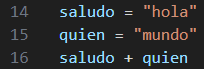 14 saludo = "hola"
15 quien = "mundo"
16 saludo + quien